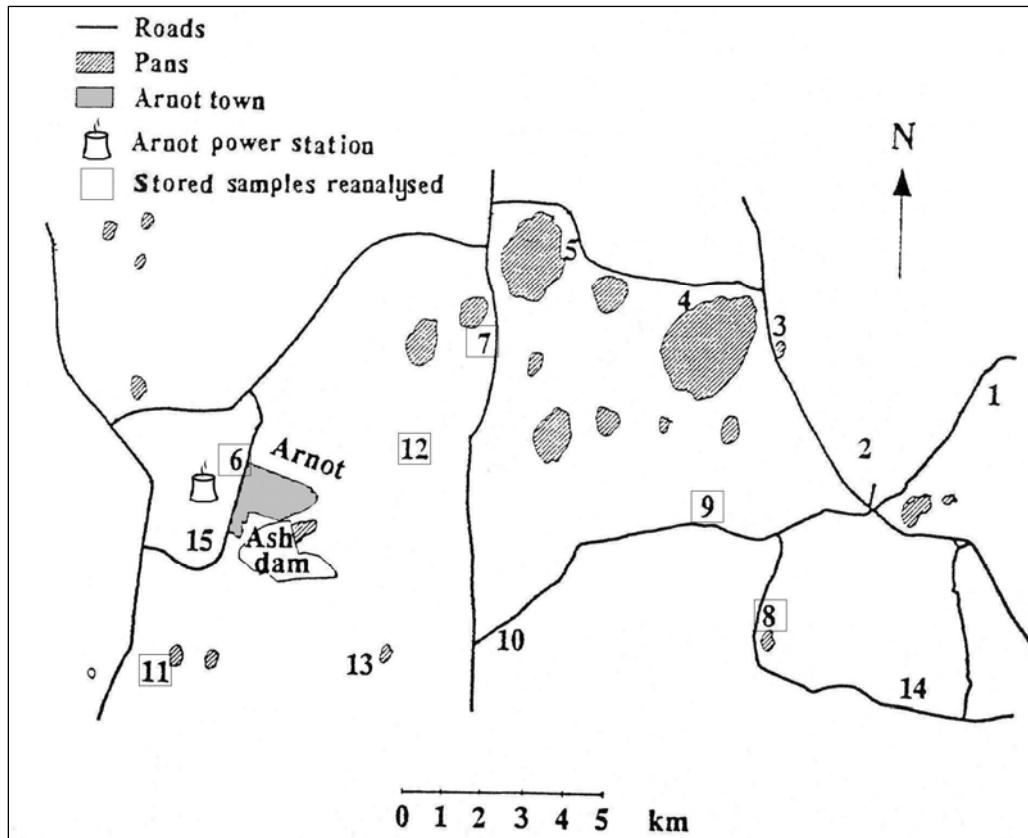 Roads
Pans
Arnot town
Arnot power station
Stored samples reanalysed
N
5
4
3
7
1
2
12
Arnot
6
9
15
Ash
dam
8
10
13
11
14
0 1 2 3 4 5 km